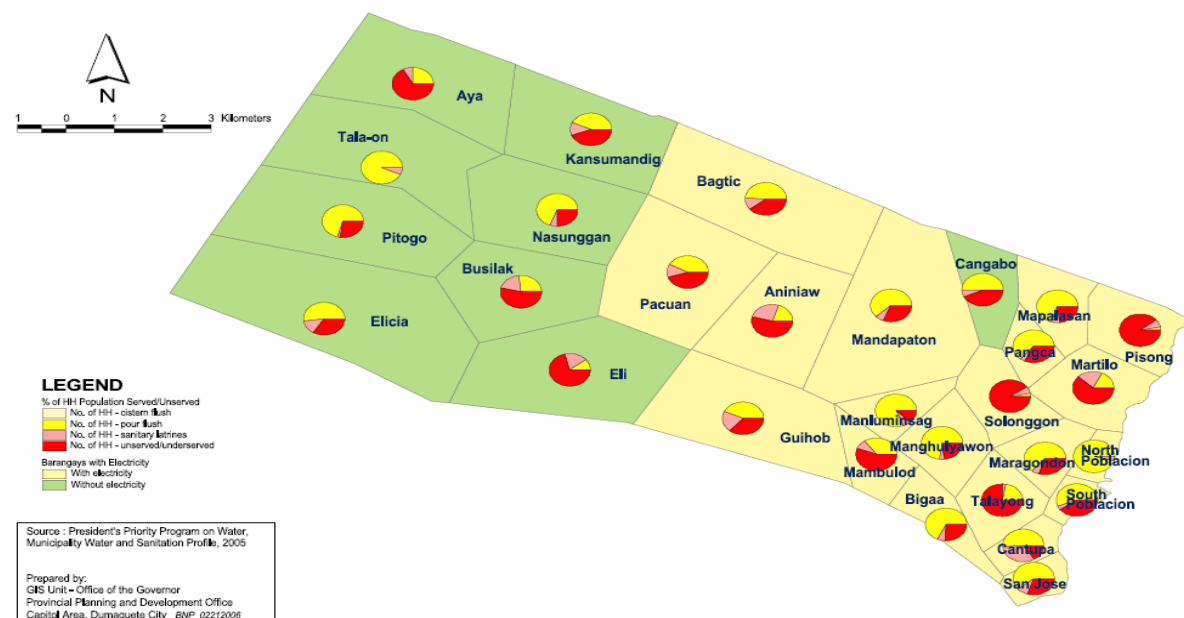 N
1 0 1 2 3 Kilometers
Aya
Tala-on
Kansumandig
Bagtic
Pitogo
Nasunggan
Busilak
Cangabo
Elicia
Pacuan
Aniniaw
Mandapaton
Mapalasan
Pangca
Pisong
Martilo
Eli
Solonggon
Guihob
Manluminsag
Manghulyawon
Mambulod
Maragondon
North
Poblacion
Bigaa
Talayong
South
Poblacion
Cantupa
San Jose
LEGEND
% of HH Population Served/Unserved
No. of HH - cistern flush
No. of HH - pour flush
No. of HH - sanitary latrines
No. of HH - unserved/underserved
Barangays with Electricity
With electricity
Without electricity
Source : President's Priority Program on Water,
Municipality Water and Sanitation Profile, 2005
Prepared by:
GIS Unit - Office of the Governor
Provincial Planning and Development Office
Capitol Area, Dumaguete City BNP 02212006